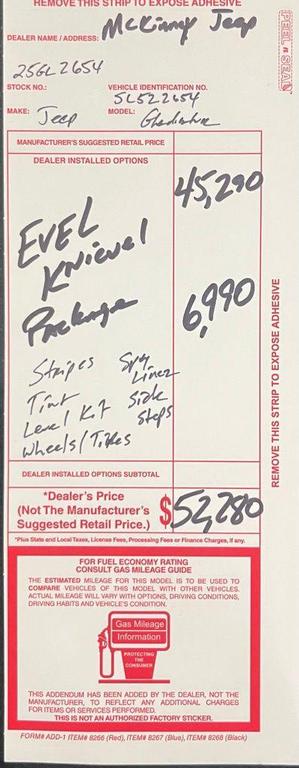 REMOVE THIS STRIP TO EXPOSE ADHESIVE
DEALER NAME / ADDRESS: McKinney Jeep
PEEL n SEAL
25GL2654
STOCK NO.: VEHICLE IDENTIFICATION NO.
SL522654
MAKE: Jeep MODEL: Gladiator
MANUFACTURER'S SUGGESTED RETAIL PRICE
DEALER INSTALLED OPTIONS
45,290
EVEL
Knievel
Package
6,990
Stripes Spray Liner
Tint Side Steps
Level Kit
Wheels/Tires
DEALER INSTALLED OPTIONS SUBTOTAL
*Dealer's Price
(Not The Manufacturer's
Suggested Retail Price.) $52,280
*Plus State and Local Taxes, License Fees, Processing Fees or Finance Charges, if any.
REMOVE THIS STRIP TO EXPOSE ADHESIVE
FOR FUEL ECONOMY RATING
CONSULT GAS MILEAGE GUIDE
THE ESTIMATED MILEAGE FOR THIS MODEL IS TO BE USED TO
COMPARE VEHICLES OF THIS MODEL WITH OTHER VEHICLES.
ACTUAL MILEAGE WILL VARY WITH OPTIONS, DRIVING CONDITIONS,
DRIVING HABITS AND VEHICLE'S CONDITION.
Gas Mileage
Information
PROTECTING
THE
CONSUMER
THIS ADDENDUM HAS BEEN ADDED BY THE DEALER, NOT THE
MANUFACTURER, TO REFLECT ANY ADDITIONAL CHARGES
FOR ITEMS OR SERVICES PERFORMED.
THIS IS NOT AN AUTHORIZED FACTORY STICKER.
FORM# ADD-1 ITEM# 8266 (Red), ITEM# 8267 (Blue), ITEM# 8268 (Black)